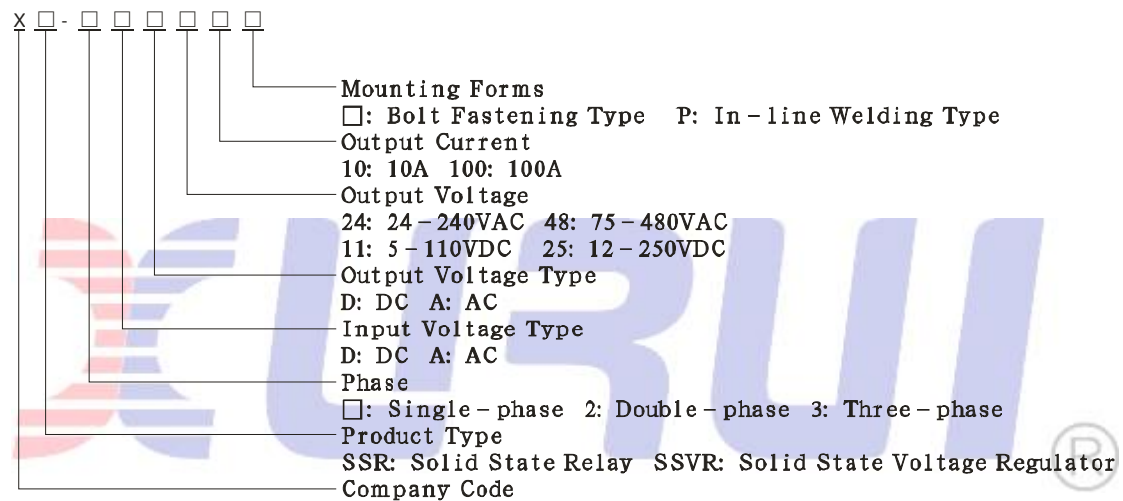 X □ - □ □ □ □ □ □
Mounting Forms
□: Bolt Fastening Type P: In-line Welding Type
Output Current
10: 10A 100: 100A
Output Voltage
24: 24-240VAC 48: 75-480VAC
11: 5-110VDC 25: 12-250VDC
Output Voltage Type
D: DC A: AC
Input Voltage Type
D: DC A: AC
Phase
□: Single-phase 2: Double-phase 3: Three-phase
Product Type
SSR: Solid State Relay SSVR: Solid State Voltage Regulator
Company Code
XURUI ®